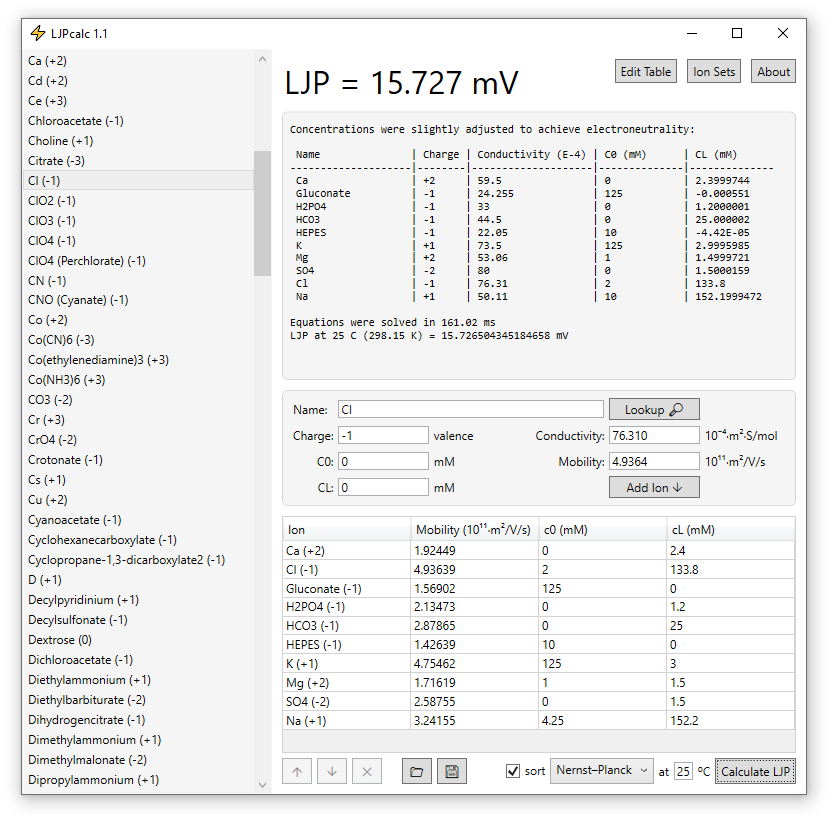 LJPcalc 1.1
Ca (+2)
Cd (+2)
Ce (+3)
Chloroacetate (-1)
Choline (+1)
Citrate (-3)
Cl (-1)
ClO2 (-1)
ClO3 (-1)
ClO4 (-1)
ClO4 (Perchlorate) (-1)
CN (-1)
CNO (Cyanate) (-1)
Co (+2)
Co(CN)6 (-3)
Co(ethylenediamine)3 (+3)
Co(NH3)6 (+3)
CO3 (-2)
Cr (+3)
CrO4 (-2)
Crotonate (-1)
Cs (+1)
Cu (+2)
Cyanoacetate (-1)
Cyclohexanecarboxylate (-1)
Cyclopropane-1,3-dicarboxylate2 (-1)
D (+1)
Decylpyridinium (+1)
Decylsulfonate (-1)
Dextrose (0)
Dichloroacetate (-1)
Diethylammonium (+1)
Diethylbarbiturate (-2)
Dihydrogencitrate (-1)
Dimethylammonium (+1)
Dimethylmalonate (-2)
Dipropylammonium (+1)
LJP = 15.727 mV
Edit Table Ion Sets About
Concentrations were slightly adjusted to achieve electroneutrality:
Name | Charge | Conductivity (E-4) | C0 (mM) | CL (mM)
--------------------|--------|--------------------|--------------|--------------
Ca | +2 | 59.5 | 0 | 2.3999744
Gluconate | -1 | 24.255 | 125 | -0.000551
H2PO4 | -1 | 33 | 0 | 1.2000001
HCO3 | -1 | 44.5 | 0 | 25.000002
HEPES | -1 | 22.05 | 10 | -4.42E-05
K | +1 | 73.5 | 125 | 2.9995985
Mg | +2 | 53.06 | 1 | 1.4999721
SO4 | -2 | 80 | 0 | 1.5000159
Cl | -1 | 76.31 | 2 | 133.8
Na | +1 | 50.11 | 10 | 152.1999472
Equations were solved in 161.02 ms
LJP at 25 C (298.15 K) = 15.726504345184658 mV
Name: Cl Lookup
Charge: -1 valence Conductivity: 76.310 10⁻⁴·m²·S/mol
C0: 0 mM Mobility: 4.9364 10¹¹·m²/V/s
CL: 0 mM Add Ion ↓
Ion Mobility (10¹¹·m²/V/s) c0 (mM) cL (mM)
Ca (+2) 1.92449 0 2.4
Cl (-1) 4.93639 2 133.8
Gluconate (-1) 1.56902 125 0
H2PO4 (-1) 2.13473 0 1.2
HCO3 (-1) 2.87865 0 25
HEPES (-1) 1.42639 10 0
K (+1) 4.75462 125 3
Mg (+2) 1.71619 1 1.5
SO4 (-2) 2.58755 0 1.5
Na (+1) 3.24155 4.25 152.2
sort Nernst–Planck at 25 °C Calculate LJP